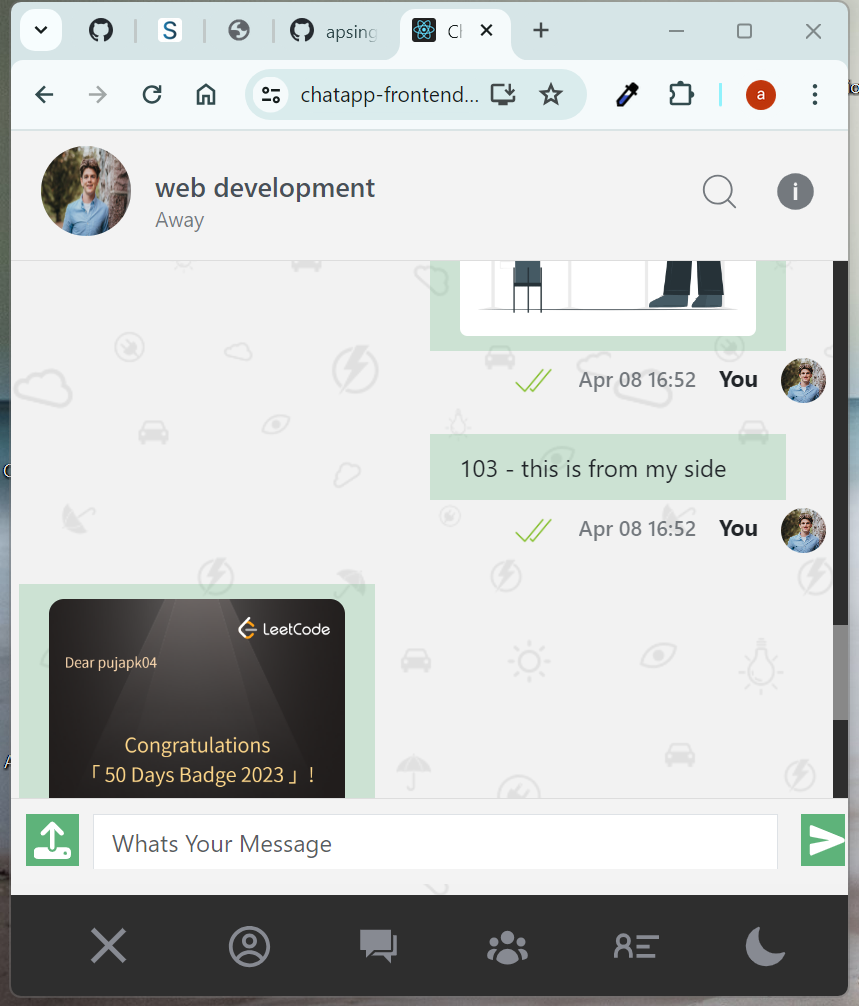 S
apsing
Ch
chatapp-frontend...
a
web development
Away
i
Apr 08 16:52 You
103 - this is from my side
Apr 08 16:52 You
LeetCode
Dear pujapk04
Congratulations
「 50 Days Badge 2023 」!
Whats Your Message